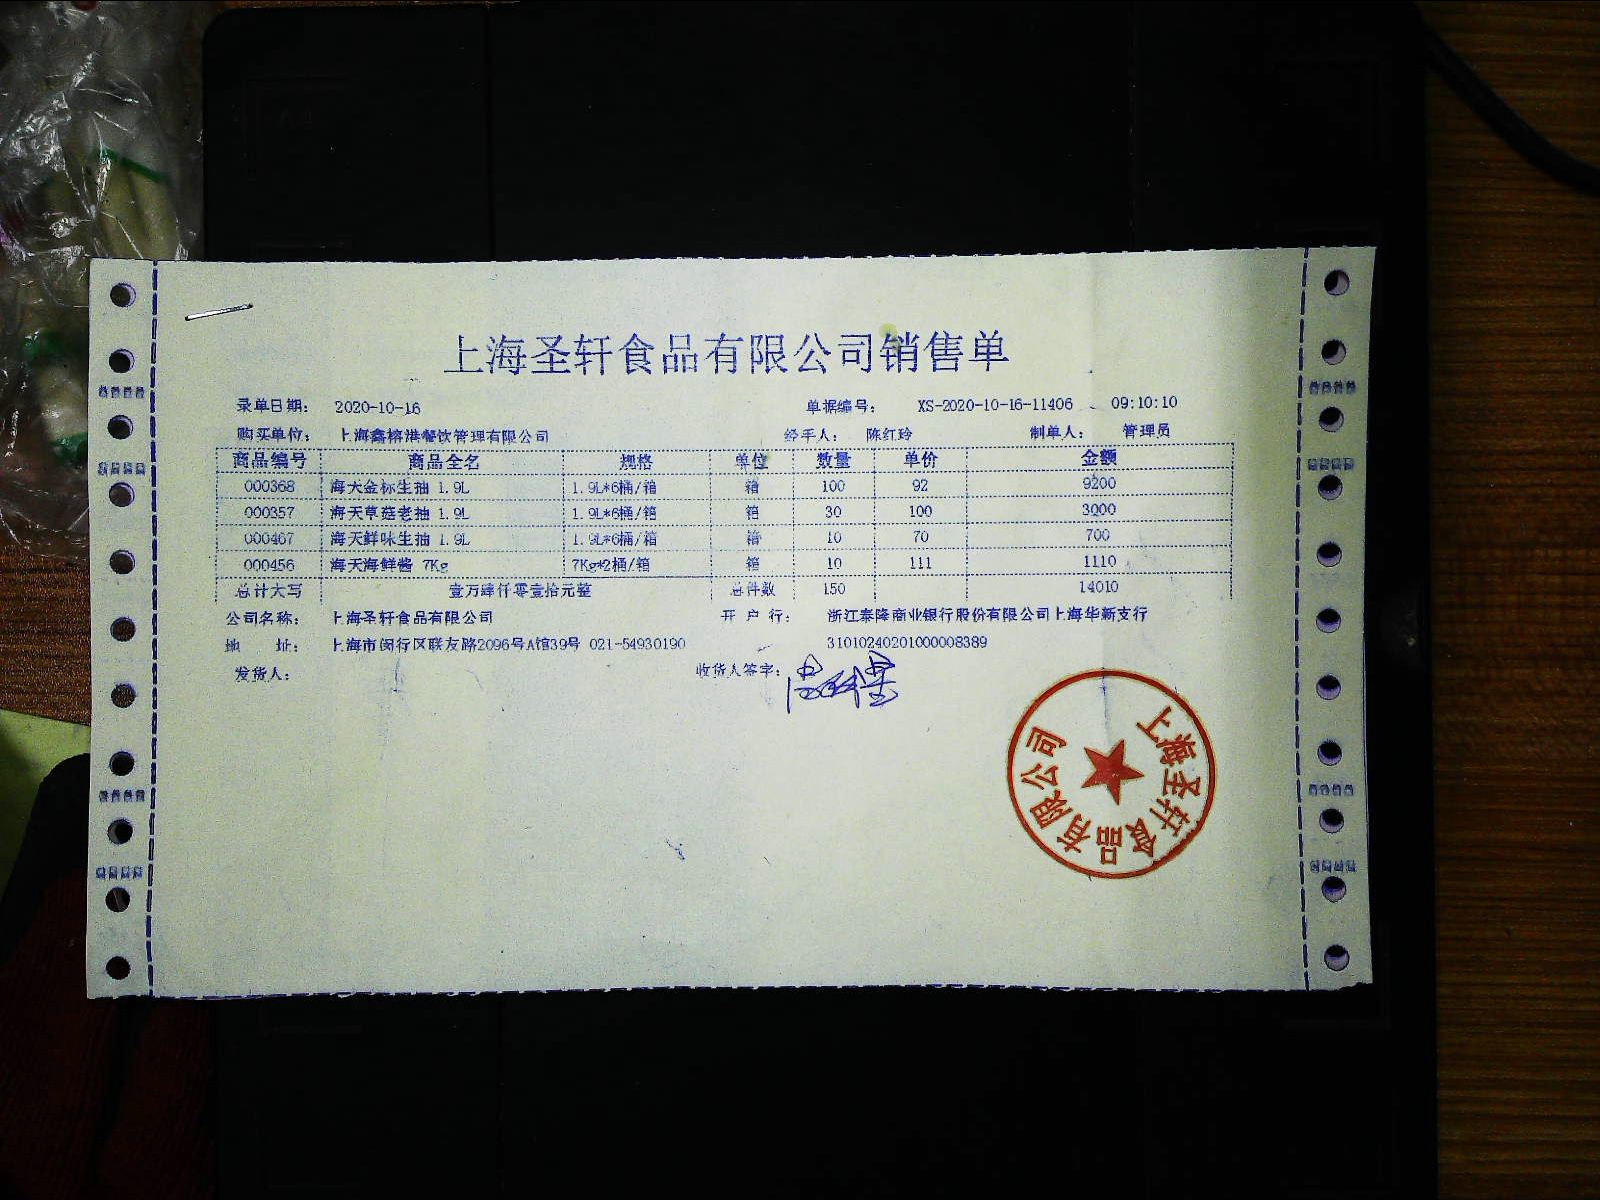 上海圣轩食品有限公司销售单
录单日期： 2020-10-16 单据编号： XS-2020-10-16-11406 09:10:10
购买单位： 上海鑫榕港餐饮管理有限公司 经手人： 陈红玲 制单人： 管理员
商品编号 商品全名 规格 单位 数量 单价 金额
000368 海天金标生抽 1.9L 1.9L*6桶/箱 箱 100 92 9200
000357 海天草菇老抽 1.9L 1.9L*6桶/箱 箱 30 100 3000
000467 海天鲜味生抽 1.9L 1.9L*6桶/箱 箱 10 70 700
000456 海天海鲜酱 7Kg 7Kg*2桶/箱 箱 10 111 1110
总计大写 壹万肆仟零壹拾元整 总件数 150 14010
公司名称： 上海圣轩食品有限公司 开 户 行： 浙江泰隆商业银行股份有限公司上海华新支行
地 址： 上海市闵行区联友路2096号A馆39号 021-54930190 31010240201000008389
发货人： 收货人签字：
上海圣轩食品有限公司